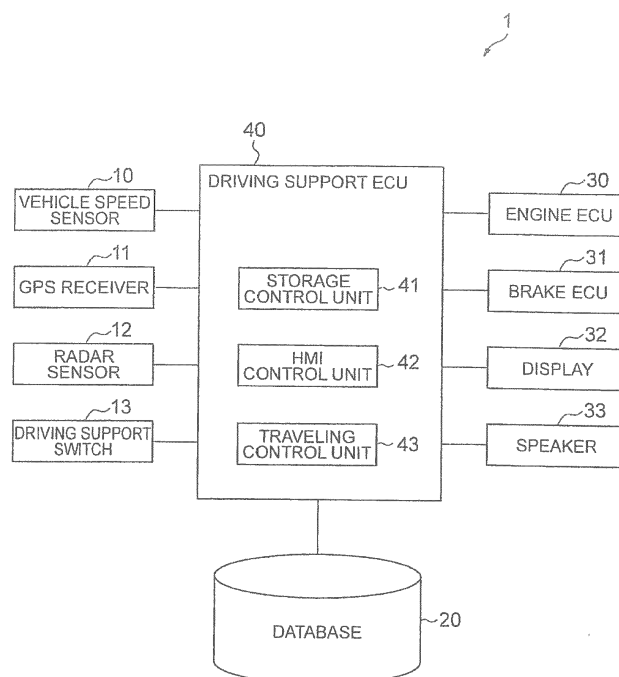 1
40
DRIVING SUPPORT ECU
10
VEHICLE SPEED
SENSOR
11
GPS RECEIVER
12
RADAR
SENSOR
13
DRIVING SUPPORT
SWITCH
STORAGE
CONTROL UNIT
41
HMI
CONTROL UNIT
42
TRAVELING
CONTROL UNIT
43
30
ENGINE ECU
31
BRAKE ECU
32
DISPLAY
33
SPEAKER
DATABASE
20